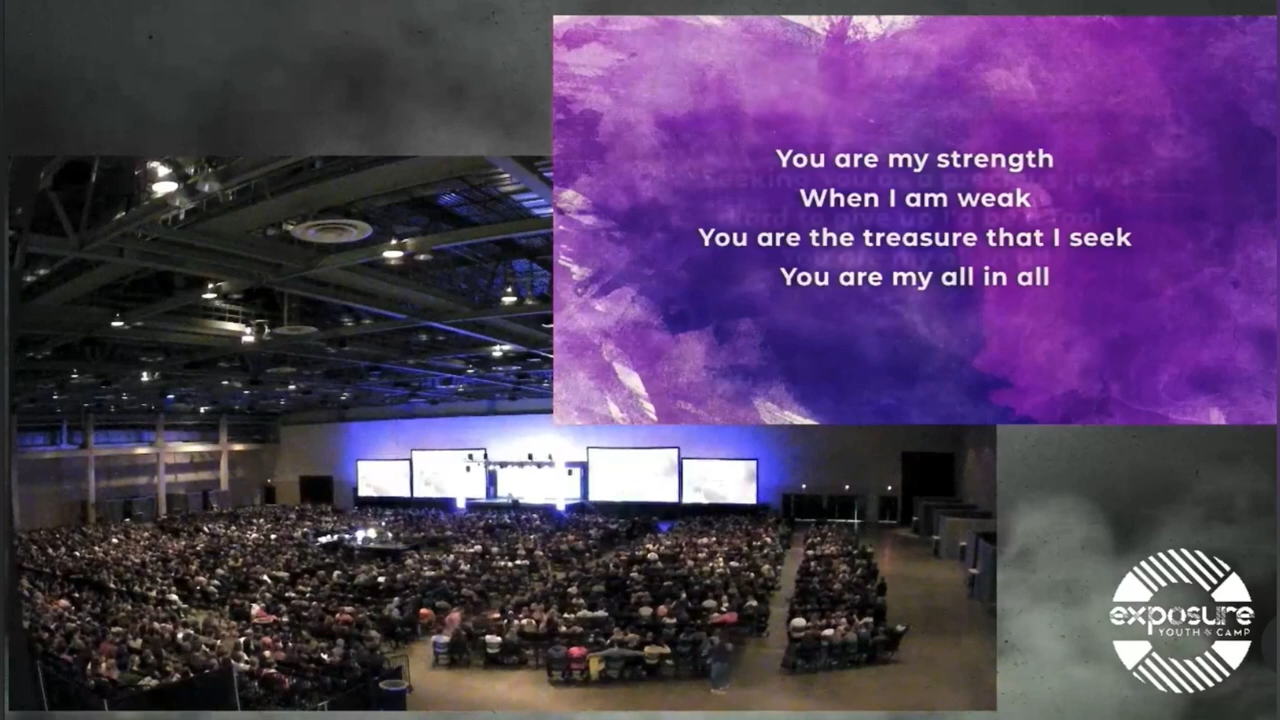 You are my strength
When I am weak
You are the treasure that I seek
You are my all in all
exposure
YOUTH CAMP